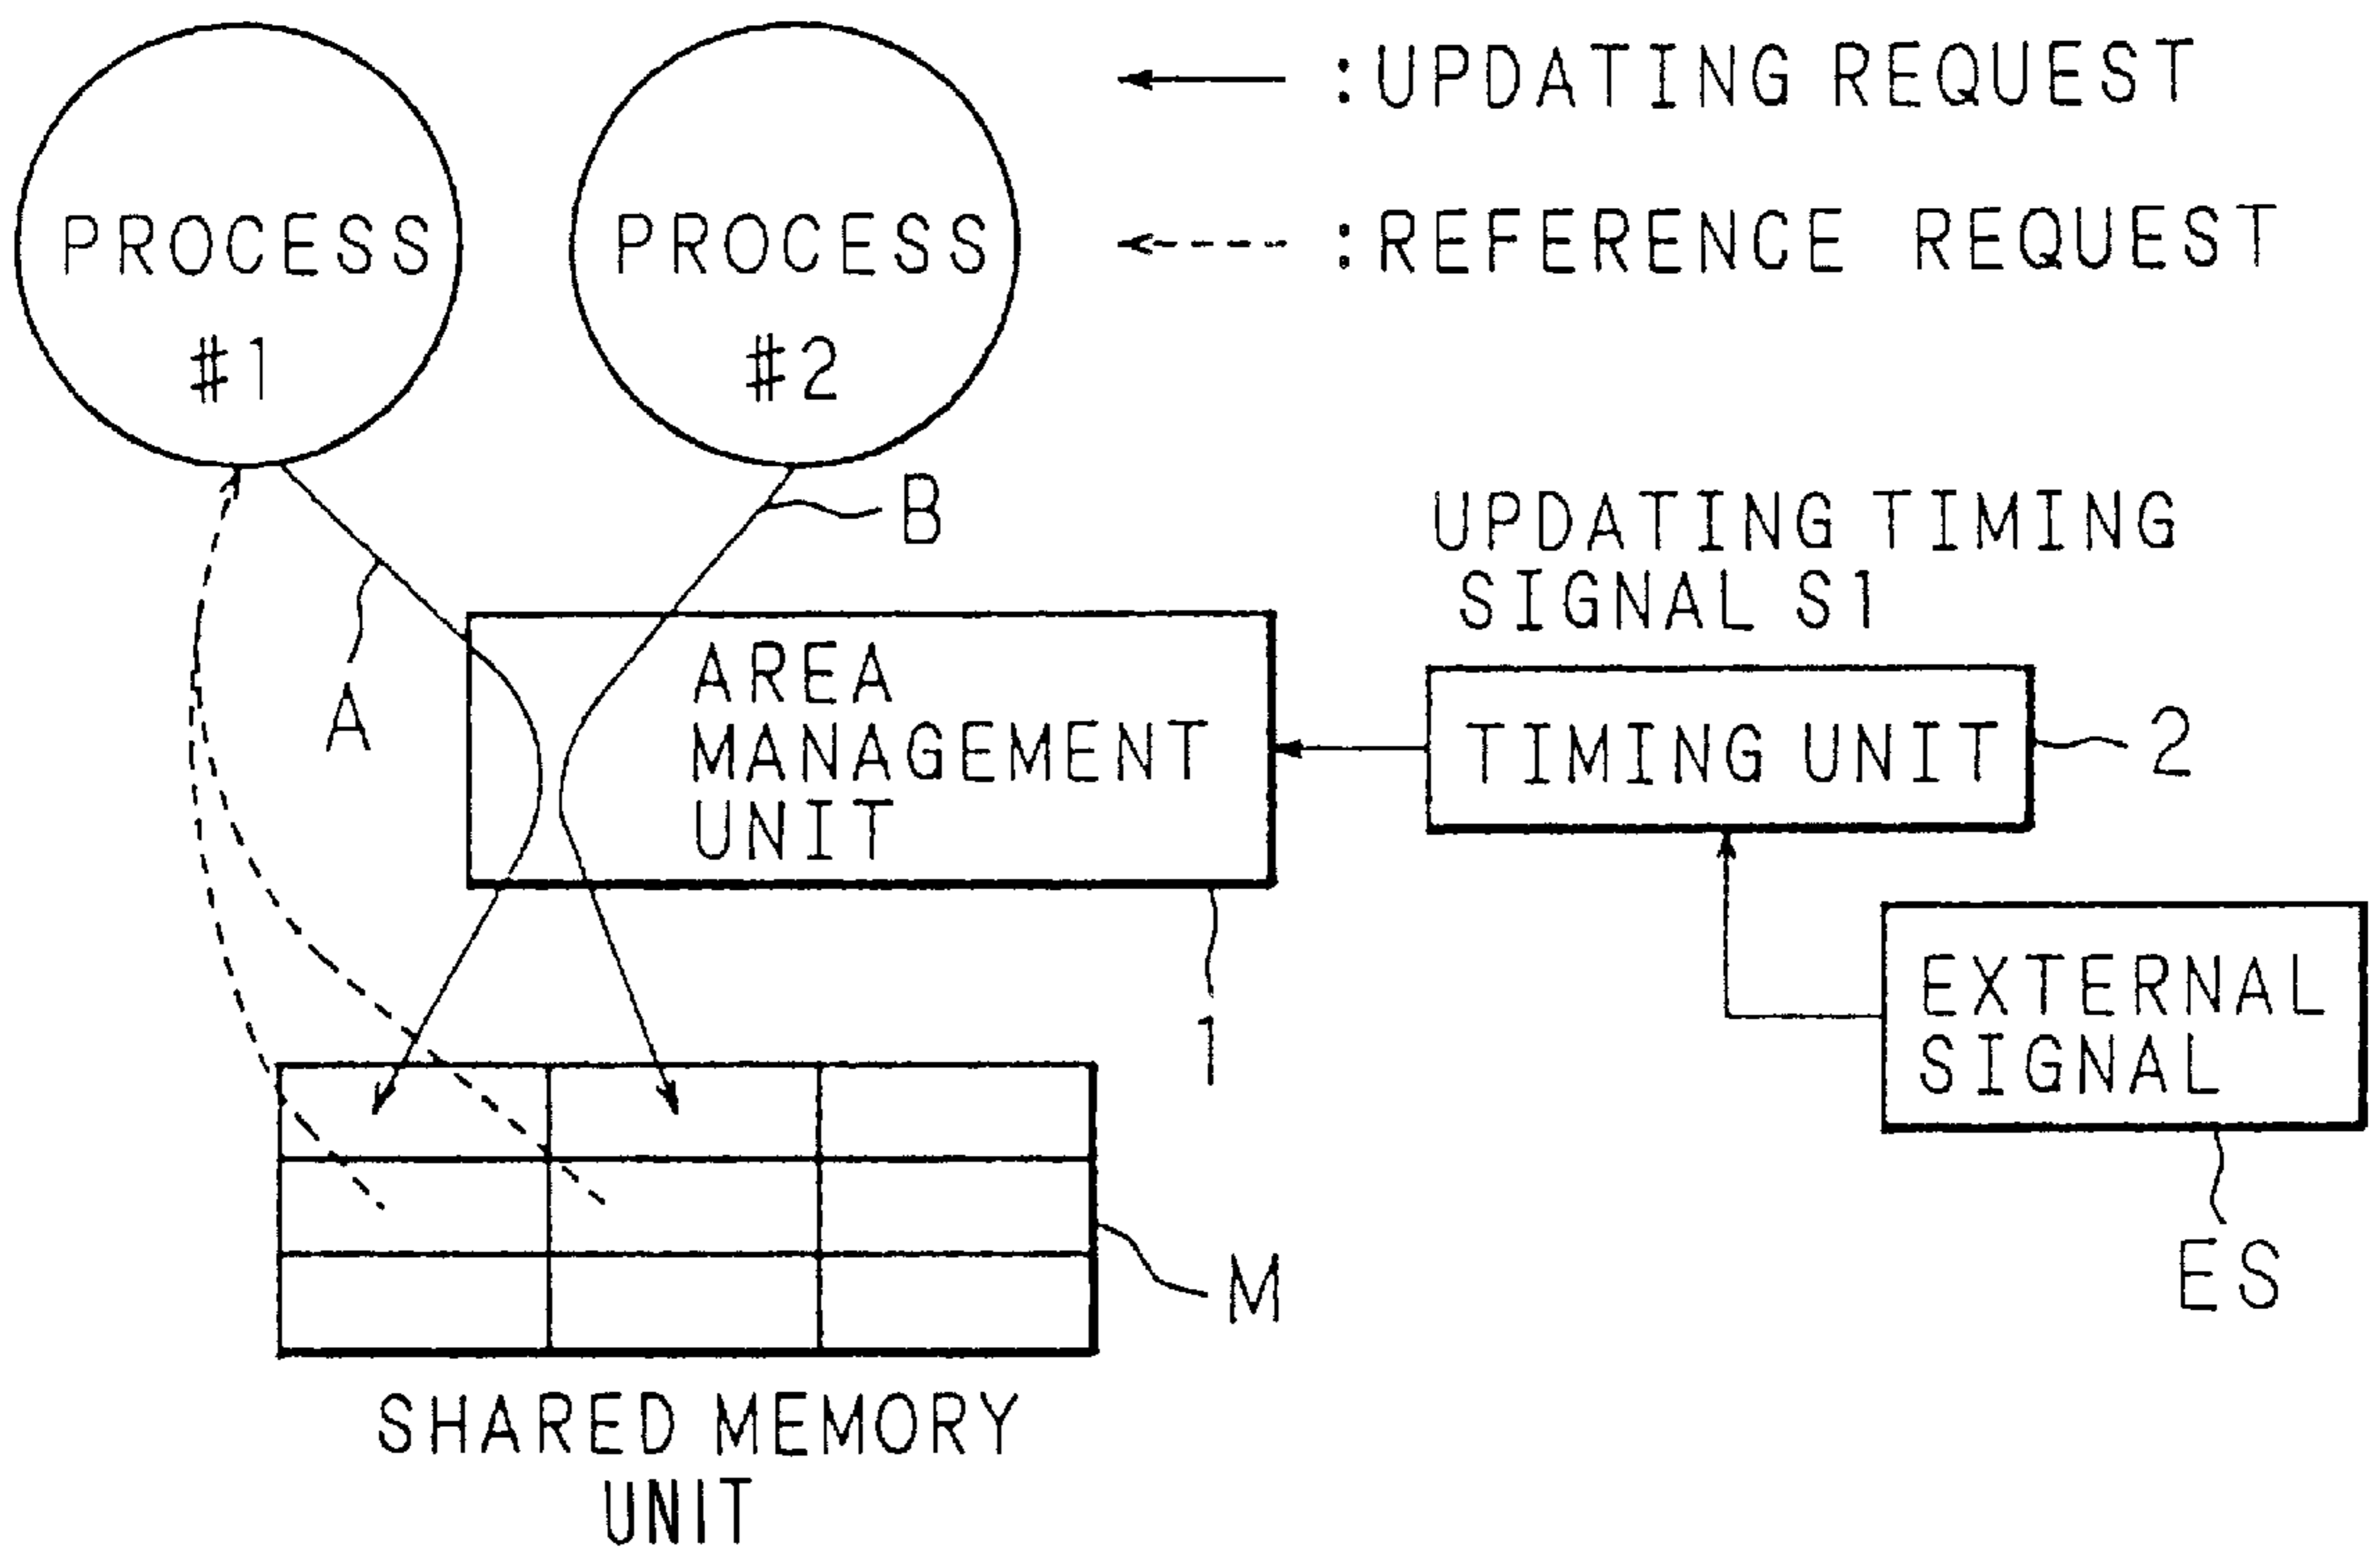 :UPDATING REQUEST
:REFERENCE REQUEST
PROCESS
#1
PROCESS
#2
B
A
UPDATING TIMING
SIGNAL S1
AREA
MANAGEMENT
UNIT
TIMING UNIT
2
1
EXTERNAL
SIGNAL
ES
M
SHARED MEMORY
UNIT